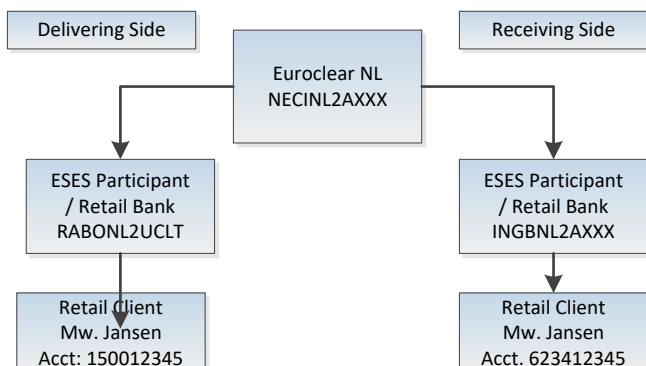 Delivering Side
Receiving Side
Euroclear NL
NECINL2AXXX
ESES Participant
/ Retail Bank
RABONL2UCLT
ESES Participant
/ Retail Bank
INGBNL2AXXX
Retail Client
Mw. Jansen
Acct: 150012345
Retail Client
Mw. Jansen
Acct. 623412345